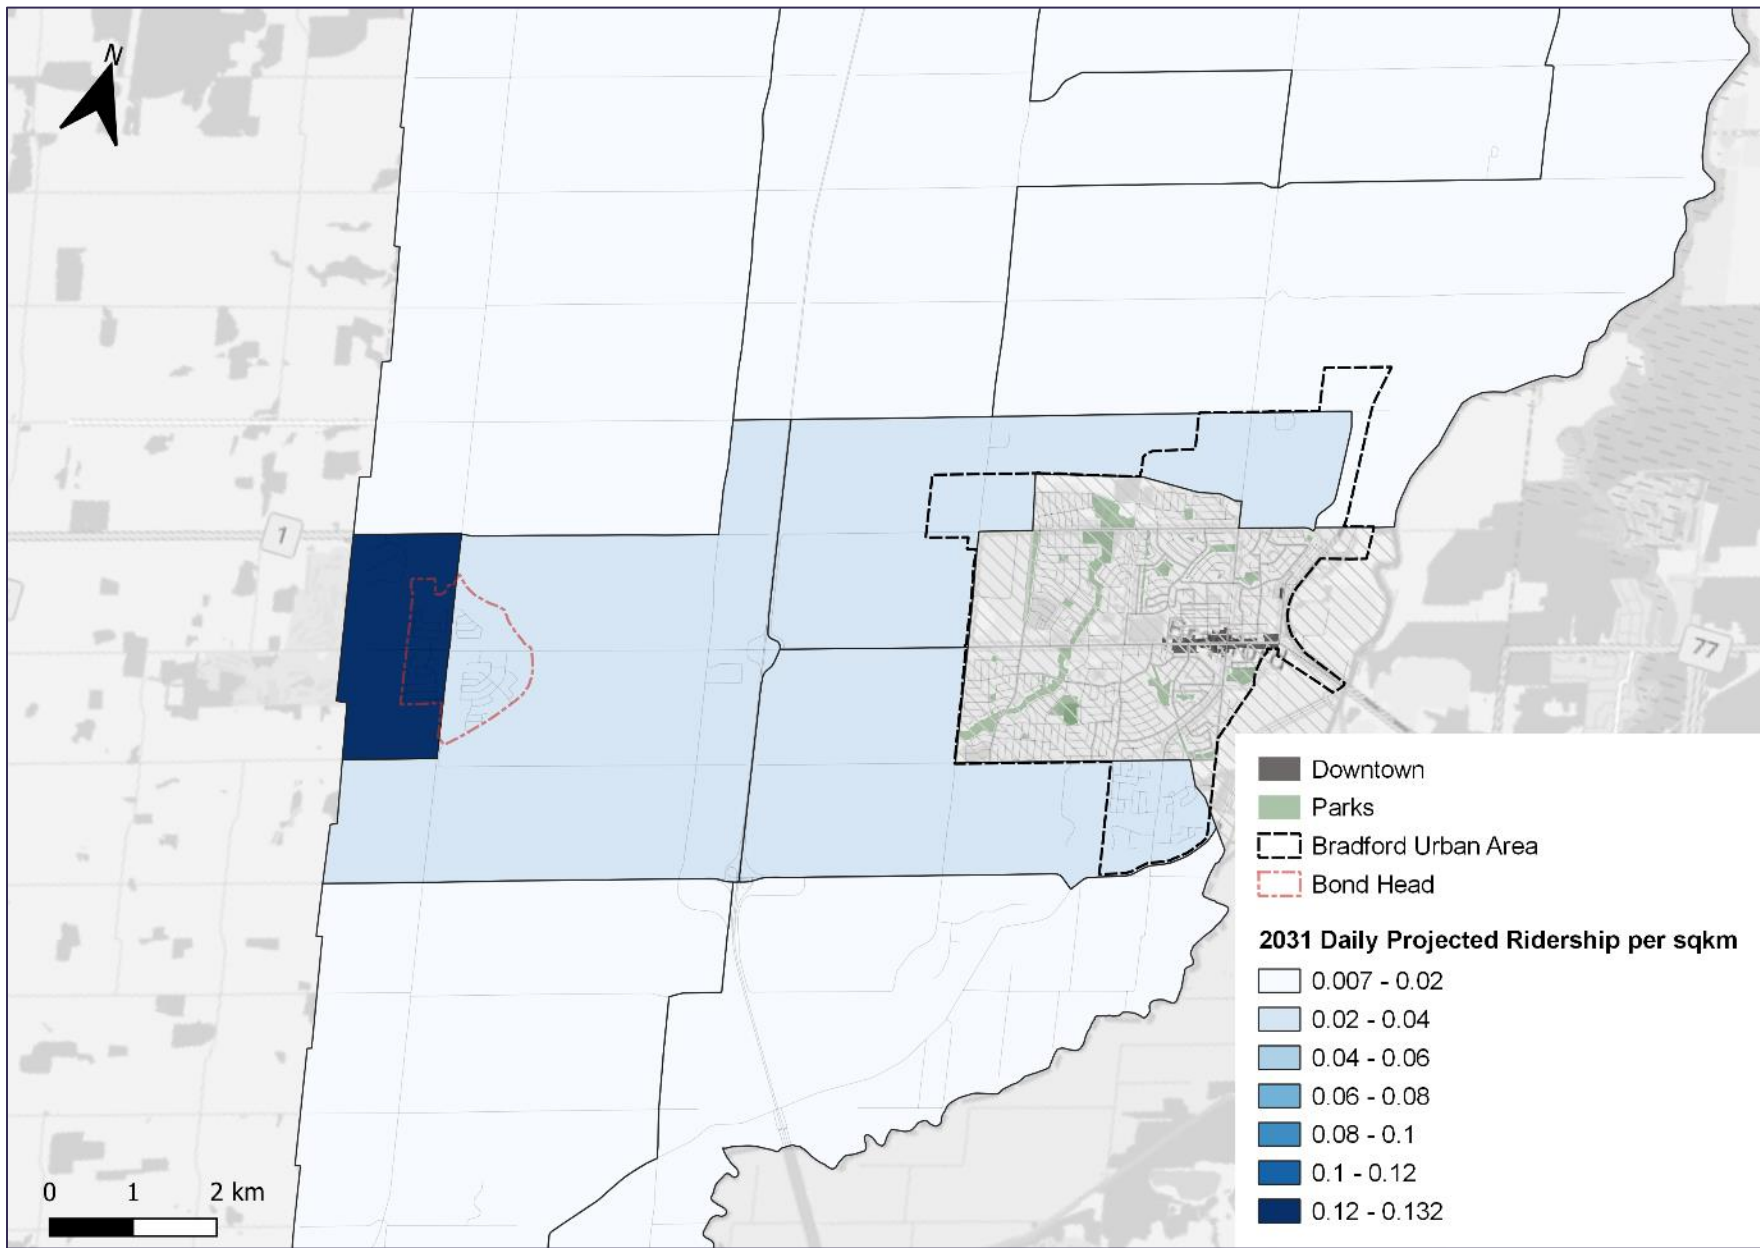 N
1
77
Downtown
Parks
Bradford Urban Area
Bond Head
2031 Daily Projected Ridership per sqkm
0.007 - 0.02
0.02 - 0.04
0.04 - 0.06
0.06 - 0.08
0.08 - 0.1
0.1 - 0.12
0.12 - 0.132
0 1 2 km